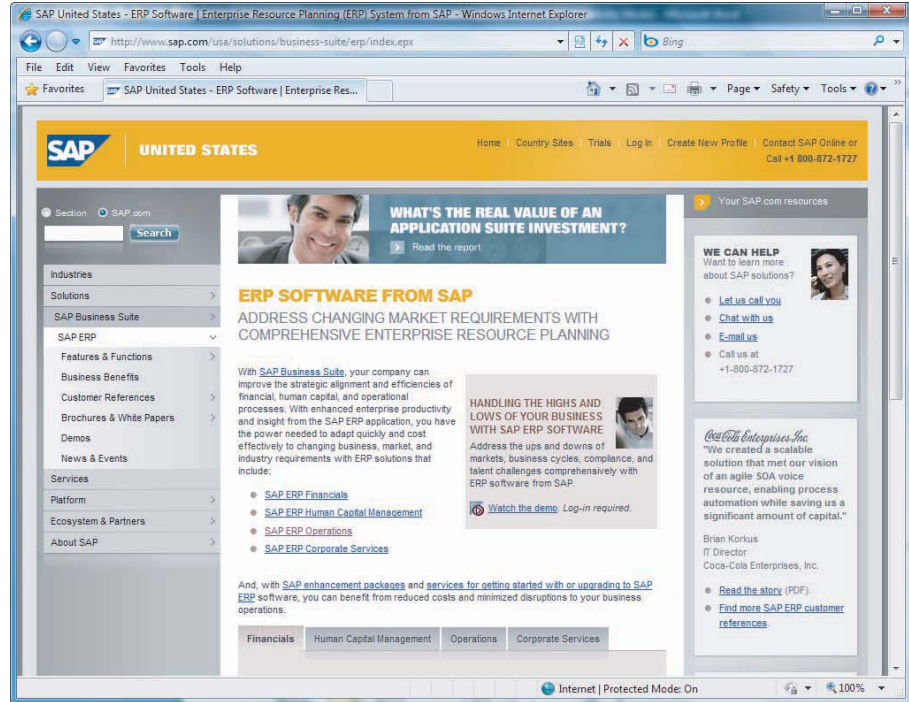 SAP United States - ERP Software | Enterprise Resource Planning (ERP) System from SAP - Windows Internet Explorer
http://www.sap.com/usa/solutions/business-suite/erp/index.epx
Bing
File Edit View Favorites Tools Help
Favorites
SAP United States - ERP Software | Enterprise Res...
Page Safety Tools
SAP
UNITED STATES
Home | Country Sites | Trials | Log In | Create New Profile | Contact SAP Online or
Call +1 800-872-1727
Section SAP.com
Search
Industries
Solutions
SAP Business Suite
SAP ERP
Features & Functions
Business Benefits
Customer References
Brochures & White Papers
Demos
News & Events
Services
Platform
Ecosystem & Partners
About SAP
WHAT'S THE REAL VALUE OF AN
APPLICATION SUITE INVESTMENT?
Read the report
ERP SOFTWARE FROM SAP
ADDRESS CHANGING MARKET REQUIREMENTS WITH
COMPREHENSIVE ENTERPRISE RESOURCE PLANNING
With SAP Business Suite, your company can
improve the strategic alignment and efficiencies of
financial, human capital, and operational
processes. With enhanced enterprise productivity
and insight from the SAP ERP application, you have
the power needed to adapt quickly and cost
effectively to changing business, market, and
industry requirements with ERP solutions that
include:
SAP ERP Financials
SAP ERP Human Capital Management
SAP ERP Operations
SAP ERP Corporate Services
HANDLING THE HIGHS AND
LOWS OF YOUR BUSINESS
WITH SAP ERP SOFTWARE
Address the ups and downs of
markets, business cycles, compliance, and
talent challenges comprehensively with
ERP software from SAP.
Watch the demo. Log-in required.
And, with SAP enhancement packages and services for getting started with or upgrading to SAP
ERP software, you can benefit from reduced costs and minimized disruptions to your business
operations.
Financials Human Capital Management Operations Corporate Services
Your SAP.com resources
WE CAN HELP
Want to learn more
about SAP solutions?
Let us call you
Chat with us
E-mail us
Call us at
+1-800-872-1727
Coca-Cola Enterprises Inc.
"We created a scalable
solution that met our vision
of an agile SOA voice
resource, enabling process
automation while saving us a
significant amount of capital."
Brian Korkus
IT Director
Coca-Cola Enterprises, Inc.
Read the story (PDF).
Find more SAP ERP customer
references.
Internet | Protected Mode: On
100%